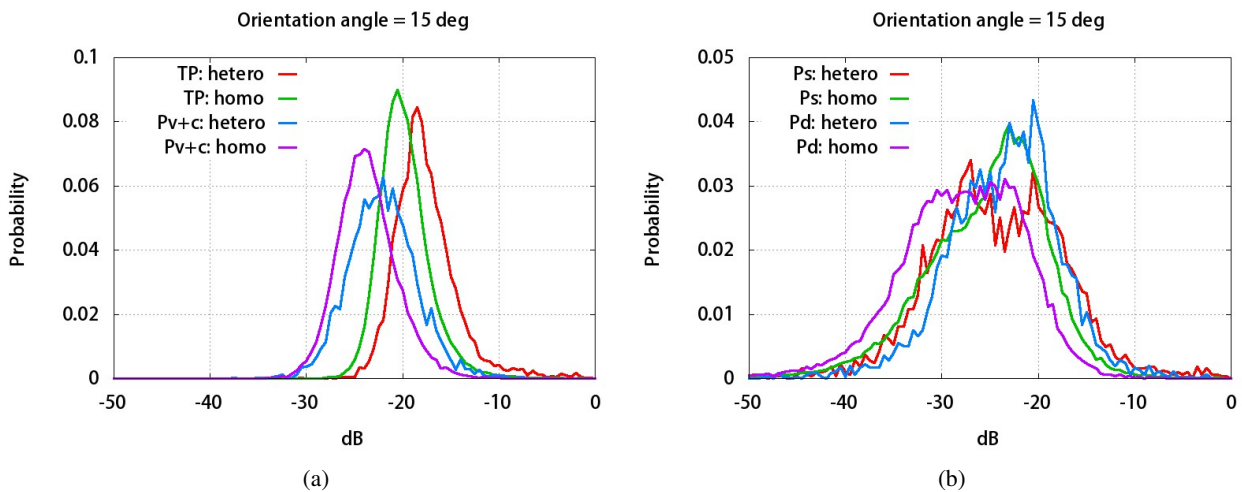 Orientation angle = 15 deg
0.1
0.08
0.06
0.04
0.02
0
Probability
TP: hetero
TP: homo
Pv+c: hetero
Pv+c: homo
-50 -40 -30 -20 -10 0
dB
(a)
Orientation angle = 15 deg
0.05
0.04
0.03
0.02
0.01
0
Probability
Ps: hetero
Ps: homo
Pd: hetero
Pd: homo
-50 -40 -30 -20 -10 0
dB
(b)